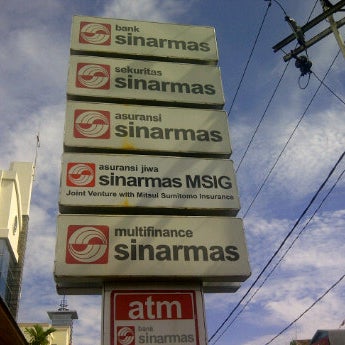 bank
sinarmas
sekuritas
sinarmas
asuransi
sinarmas
asuransi jiwa
sinarmas MSIG
Joint Venture with Mitsui Sumitomo Insurance
multifinance
sinarmas
atm
bank
sinarmas